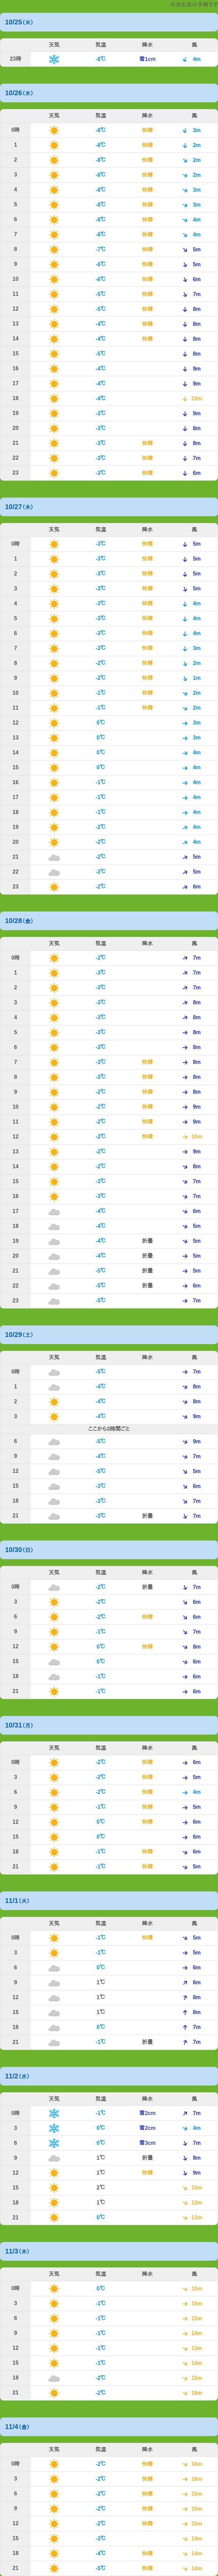 ※表示薬の予報です
10/25(火)
天気 気温 降水 風
23時 -8℃ 雪1cm 4m
10/26(水)
天気 気温 降水 風
0時 -8℃ 快晴 3m
1 -8℃ 快晴 2m
2 -8℃ 快晴 2m
3 -8℃ 快晴 2m
4 -8℃ 快晴 3m
5 -8℃ 快晴 3m
6 -8℃ 快晴 4m
7 -8℃ 快晴 4m
8 -7℃ 快晴 5m
9 -6℃ 快晴 5m
10 -6℃ 快晴 6m
11 -5℃ 快晴 7m
12 -5℃ 快晴 8m
13 -4℃ 快晴 8m
14 -4℃ 快晴 8m
15 -5℃ 8m
16 -4℃ 9m
17 -4℃ 9m
18 -4℃ 10m
19 -3℃ 9m
20 -3℃ 8m
21 -3℃ 快晴 8m
22 -3℃ 快晴 7m
23 -3℃ 快晴 6m
10/27(木)
天気 気温 降水 風
0時 -3℃ 快晴 5m
1 -3℃ 快晴 5m
2 -3℃ 快晴 5m
3 -3℃ 快晴 5m
4 -3℃ 快晴 4m
5 -3℃ 快晴 4m
6 -3℃ 快晴 4m
7 -3℃ 快晴 3m
8 -2℃ 快晴 2m
9 -2℃ 快晴 1m
10 -1℃ 快晴 2m
11 -1℃ 快晴 2m
12 0℃ 3m
13 0℃ 3m
14 0℃ 4m
15 0℃ 4m
16 -1℃ 4m
17 -1℃ 4m
18 -1℃ 4m
19 -2℃ 4m
20 -2℃ 4m
21 -2℃ 5m
22 -2℃ 5m
23 -2℃ 6m
10/28(金)
天気 気温 降水 風
0時 -2℃ 7m
1 -3℃ 7m
2 -3℃ 7m
3 -3℃ 8m
4 -3℃ 8m
5 -3℃ 8m
6 -3℃ 8m
7 -3℃ 快晴 8m
8 -3℃ 快晴 8m
9 -2℃ 快晴 8m
10 -2℃ 快晴 9m
11 -2℃ 快晴 9m
12 -2℃ 快晴 10m
13 -2℃ 9m
14 -2℃ 8m
15 -3℃ 7m
16 -3℃ 7m
17 -4℃ 6m
18 -4℃ 5m
19 -4℃ 折曇 5m
20 -4℃ 折曇 5m
21 -5℃ 折曇 5m
22 -5℃ 折曇 6m
23 -5℃ 7m
10/29(土)
天気 気温 降水 風
0時 -5℃ 7m
1 -4℃ 8m
2 -4℃ 8m
3 -4℃ 9m
ここから3時間ごと
6 -5℃ 9m
9 -4℃ 7m
12 -5℃ 5m
15 -3℃ 6m
18 -3℃ 7m
21 -3℃ 折曇 7m
10/30(日)
天気 気温 降水 風
0時 -2℃ 折曇 7m
3 -2℃ 6m
6 -2℃ 快晴 6m
9 -1℃ 7m
12 0℃ 快晴 8m
15 0℃ 6m
18 -1℃ 6m
21 -1℃ 6m
10/31(月)
天気 気温 降水 風
0時 -2℃ 快晴 6m
3 -2℃ 快晴 5m
6 -2℃ 快晴 4m
9 -1℃ 快晴 5m
12 0℃ 快晴 6m
15 0℃ 6m
18 -1℃ 快晴 6m
21 -1℃ 快晴 5m
11/1(火)
天気 気温 降水 風
0時 -1℃ 快晴 5m
3 -1℃ 5m
6 0℃ 6m
9 1℃ 6m
12 1℃ 8m
15 1℃ 8m
18 0℃ 7m
21 -1℃ 折曇 7m
11/2(水)
天気 気温 降水 風
0時 -1℃ 雪2cm 7m
3 0℃ 雪2cm 4m
6 0℃ 雪3cm 7m
9 1℃ 折曇 8m
12 1℃ 快晴 9m
15 2℃ 10m
18 1℃ 12m
21 0℃ 13m
11/3(木)
天気 気温 降水 風
0時 0℃ 15m
3 -1℃ 15m
6 -1℃ 15m
9 -1℃ 14m
12 -1℃ 13m
15 -1℃ 14m
18 -2℃ 15m
21 -2℃ 16m
11/4(金)
天気 気温 降水 風
0時 -2℃ 快晴 16m
3 -2℃ 快晴 15m
6 -2℃ 快晴 15m
9 -2℃ 快晴 15m
12 -2℃ 快晴 15m
15 -3℃ 14m
18 -4℃ 快晴 14m
21 -5℃ 快晴 14m